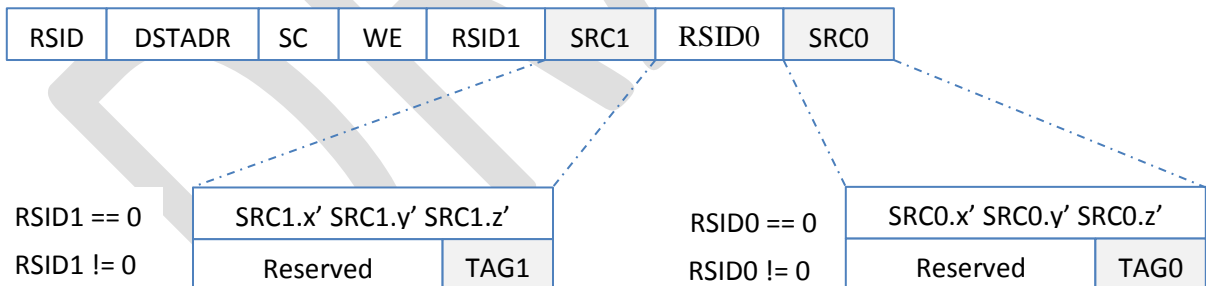 RSID DSTADR SC WE RSID1 SRC1 RSID0 SRC0
RSID1 == 0 SRC1.x’ SRC1.y’ SRC1.z’ RSID0 == 0 SRC0.x’ SRC0.y’ SRC0.z’
RSID1 != 0 Reserved TAG1 RSID0 != 0 Reserved TAG0